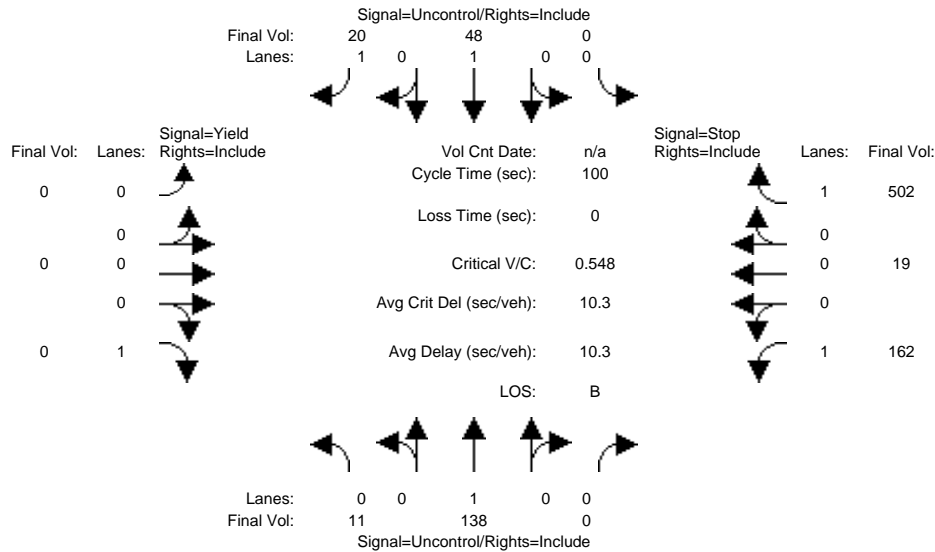 Signal=Uncontrol/Rights=Include
Final Vol: 20 48 0
Lanes: 1 0 1 0 0
Signal=Yield Signal=Stop
Final Vol: Lanes: Rights=Include Vol Cnt Date: n/a Rights=Include Lanes: Final Vol:
Cycle Time (sec): 100
0 0 1 502
Loss Time (sec): 0
0 0
0 0 Critical V/C: 0.548 0 19
0 Avg Crit Del (sec/veh): 10.3 0
0 1 Avg Delay (sec/veh): 10.3 1 162
LOS: B
Lanes: 0 0 1 0 0
Final Vol: 11 138 0
Signal=Uncontrol/Rights=Include